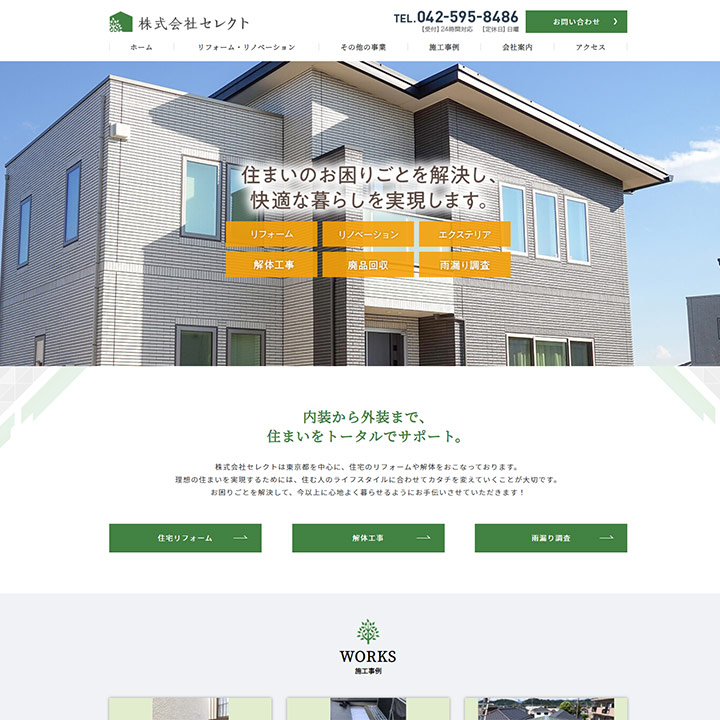 株式会社セレクト
TEL.042-595-8486
【受付】24時間対応 【定休日】日曜
お問い合わせ
ホーム リフォーム・リノベーション その他の事業 施工事例 会社案内 アクセス
住まいのお困りごとを解決し、
快適な暮らしを実現します。
リフォーム リノベーション エクステリア
解体工事 廃品回収 雨漏り調査
内装から外装まで、
住まいをトータルでサポート。
株式会社セレクトは東京都を中心に、住宅のリフォームや解体をおこなっております。
理想の住まいを実現するためには、住む人のライフスタイルに合わせてカタチを変えていくことが大切です。
お困りごとを解決して、今以上に心地よく暮らせるようにお手伝いさせていただきます！
住宅リフォーム 解体工事 雨漏り調査
WORKS
施工事例